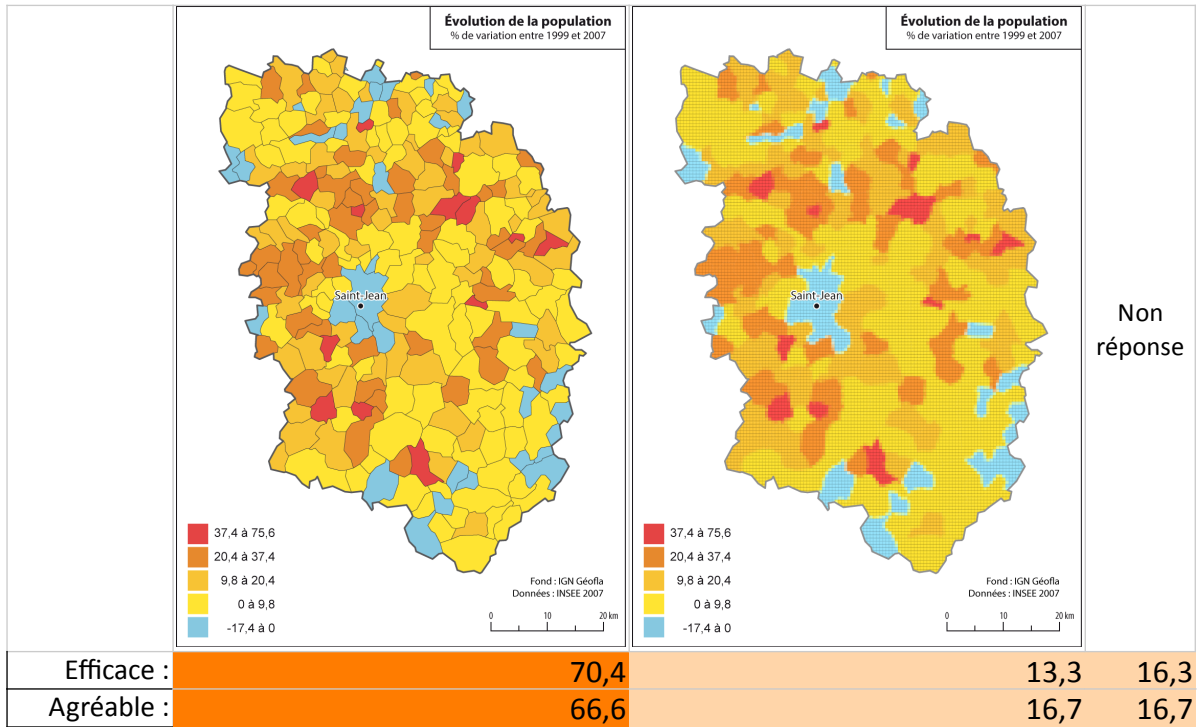 Évolution de la population
% de variation entre 1999 et 2007
Saint-Jean
37,4 à 75,6
20,4 à 37,4
9,8 à 20,4
0 à 9,8
-17,4 à 0
Fond : IGN Géofla
Données : INSEE 2007
0 10 20 km
Évolution de la population
% de variation entre 1999 et 2007
Saint-Jean
37,4 à 75,6
20,4 à 37,4
9,8 à 20,4
0 à 9,8
-17,4 à 0
Fond : IGN Géofla
Données : INSEE 2007
0 10 20 km
Non
réponse
Efficace : 70,4 13,3 16,3
Agréable : 66,6 16,7 16,7